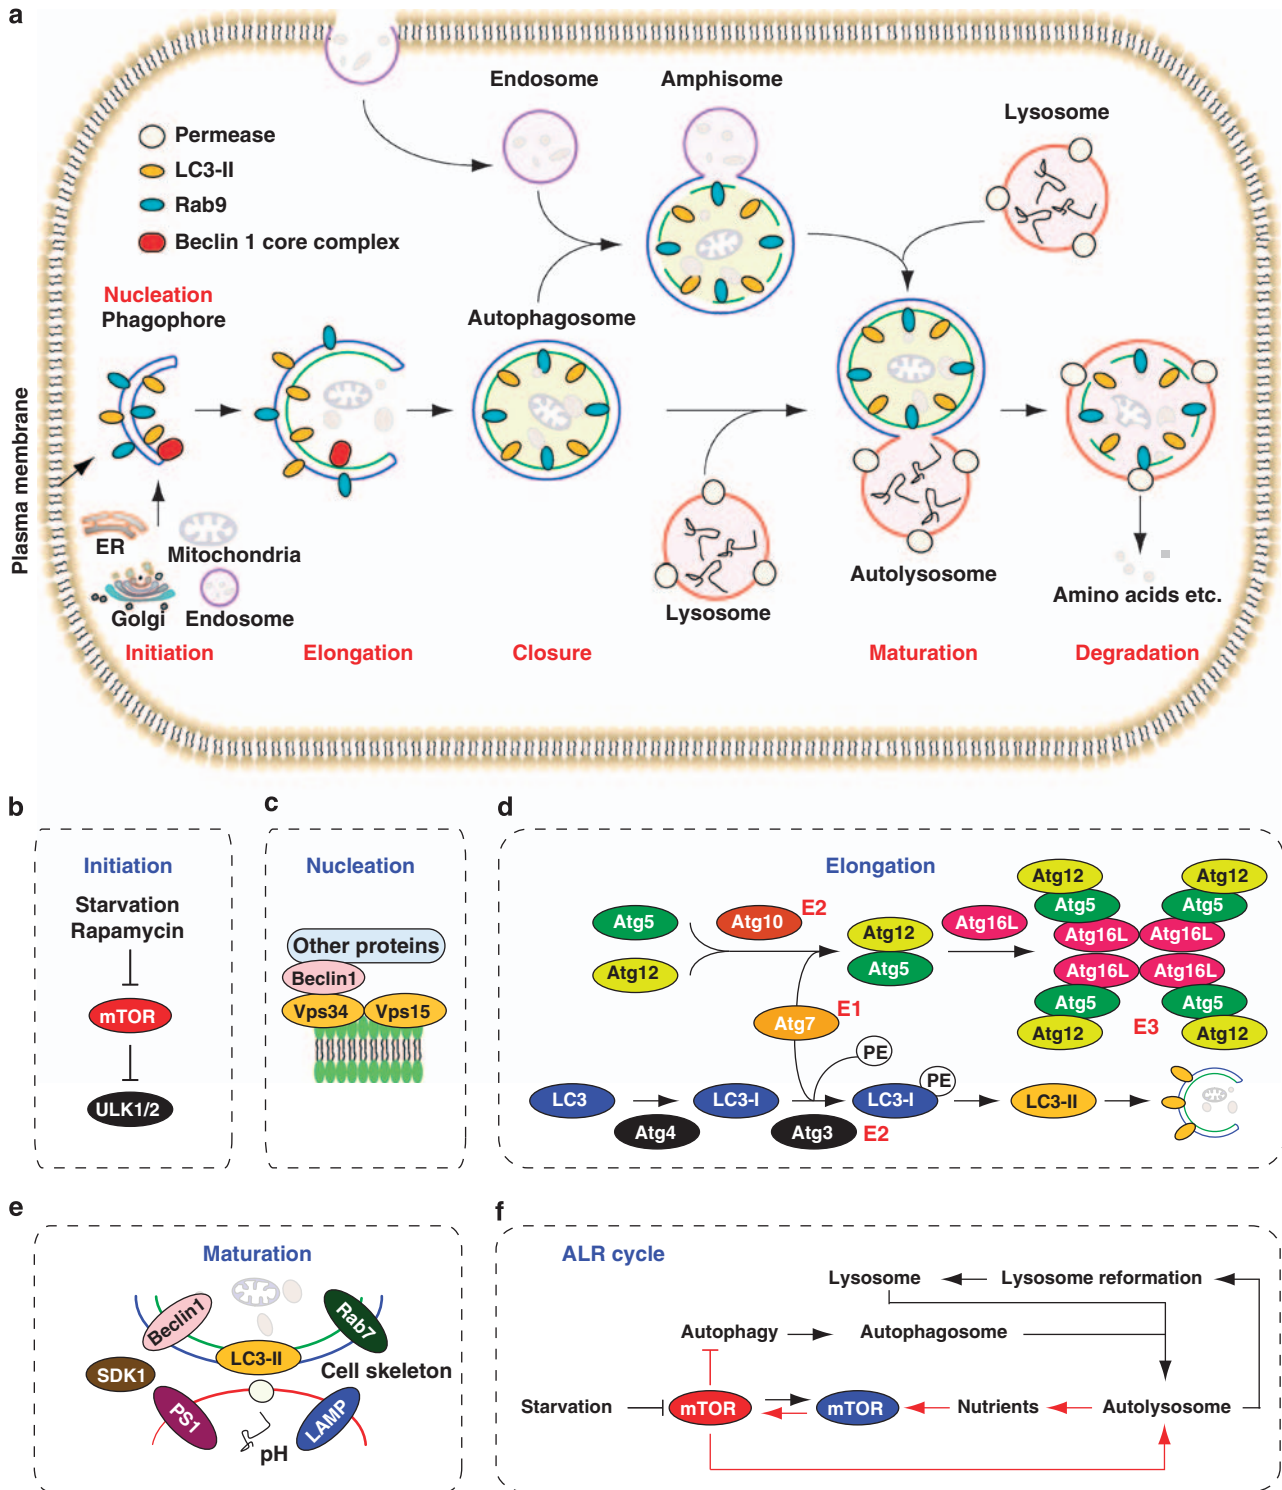 a
Endosome
Amphisome
Lysosome
Permease
LC3-II
Rab9
Beclin 1 core complex
Nucleation
Phagophore
Autophagosome
Plasma membrane
ER
Mitochondria
Golgi
Endosome
Lysosome
Autolysosome
Amino acids etc.
Initiation
Elongation
Closure
Maturation
Degradation
b
Initiation
Starvation
Rapamycin
mTOR
ULK1/2
c
Nucleation
Other proteins
Beclin1
Vps34
Vps15
d
Elongation
Atg5
Atg12
Atg10
E2
Atg12
Atg5
Atg16L
Atg12
Atg12
Atg5
Atg5
Atg16L
Atg16L
Atg16L
Atg16L
Atg5
Atg5
Atg12
E3
Atg12
Atg7
E1
PE
LC3
LC3-I
LC3-I
PE
LC3-II
Atg4
Atg3
E2
e
Maturation
Beclin1
Rab7
LC3-II
Cell skeleton
SDK1
PS1
LAMP
pH
f
ALR cycle
Lysosome
Lysosome reformation
Autophagy
Autophagosome
Starvation
mTOR
mTOR
Nutrients
Autolysosome